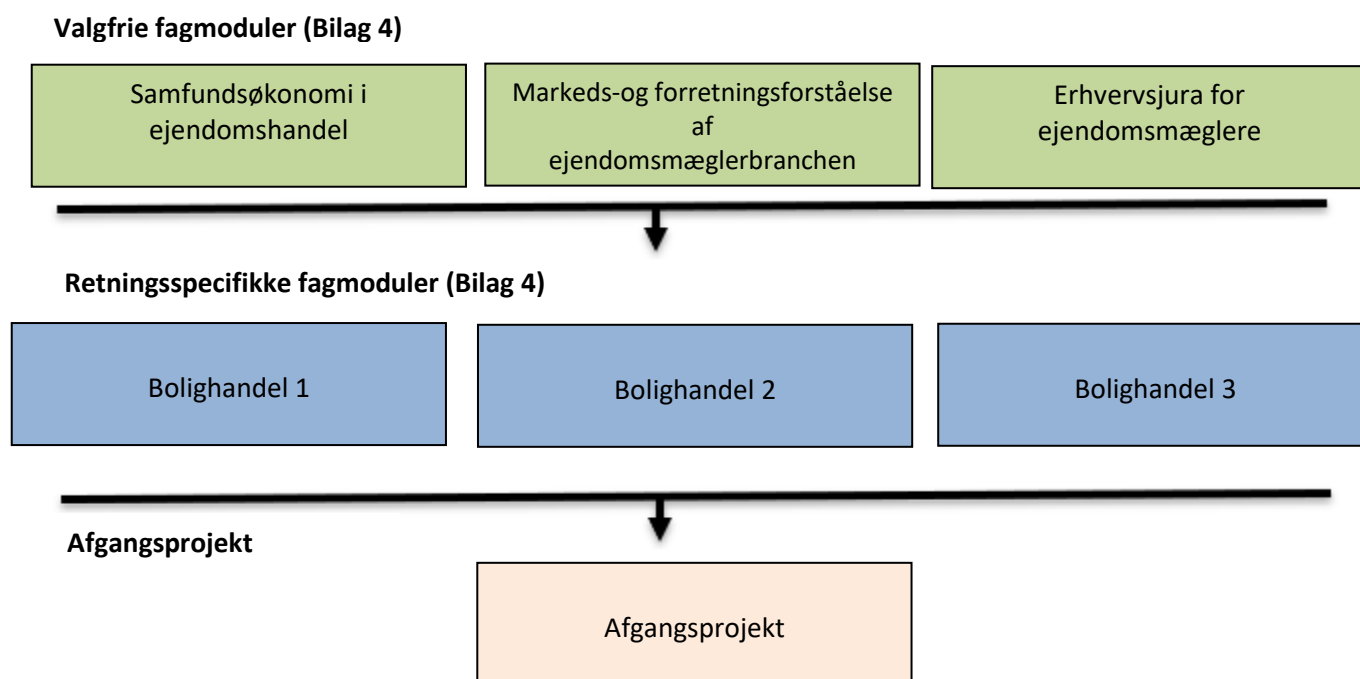 Valgfrie fagmoduler (Bilag 4)
Samfundsøkonomi i
ejendomshandel
Markeds-og forretningsforståelse
af
ejendomsmæglerbranchen
Erhvervsjura for
ejendomsmæglere
Retningsspecifikke fagmoduler (Bilag 4)
Bolighandel 1
Bolighandel 2
Bolighandel 3
Afgangsprojekt
Afgangsprojekt